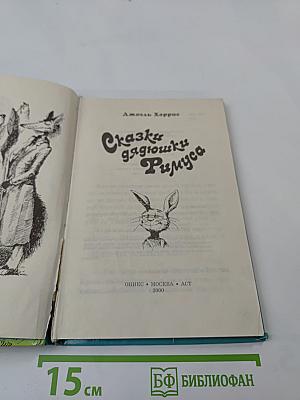 Джоэль Харрис
Сказки
дядюшки
Римуса
ОНИКС • МОСКВА • АСТ
2000
15 см
БФ БИБЛИОФАН